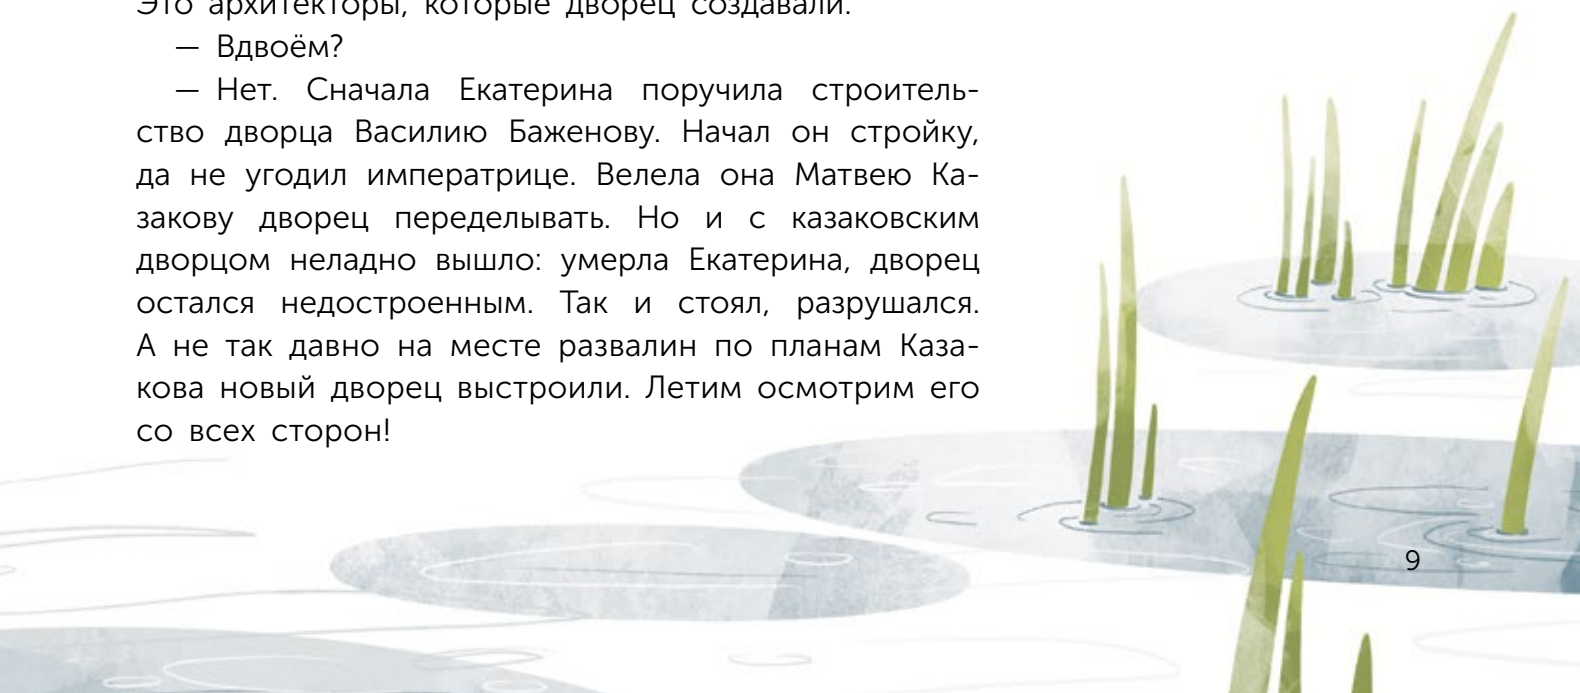 Это архитекторы, которые дворец создавали.
— Вдвоём?
— Нет. Сначала Екатерина поручила строитель-
ство дворца Василию Баженову. Начал он стройку,
да не угодил императрице. Велела она Матвею Ка-
закову дворец переделывать. Но и с казаковским
дворцом неладно вышло: умерла Екатерина, дворец
остался недостроенным. Так и стоял, разрушался.
А не так давно на месте развалин по планам Каза-
кова новый дворец выстроили. Летим осмотрим его
со всех сторон!
9